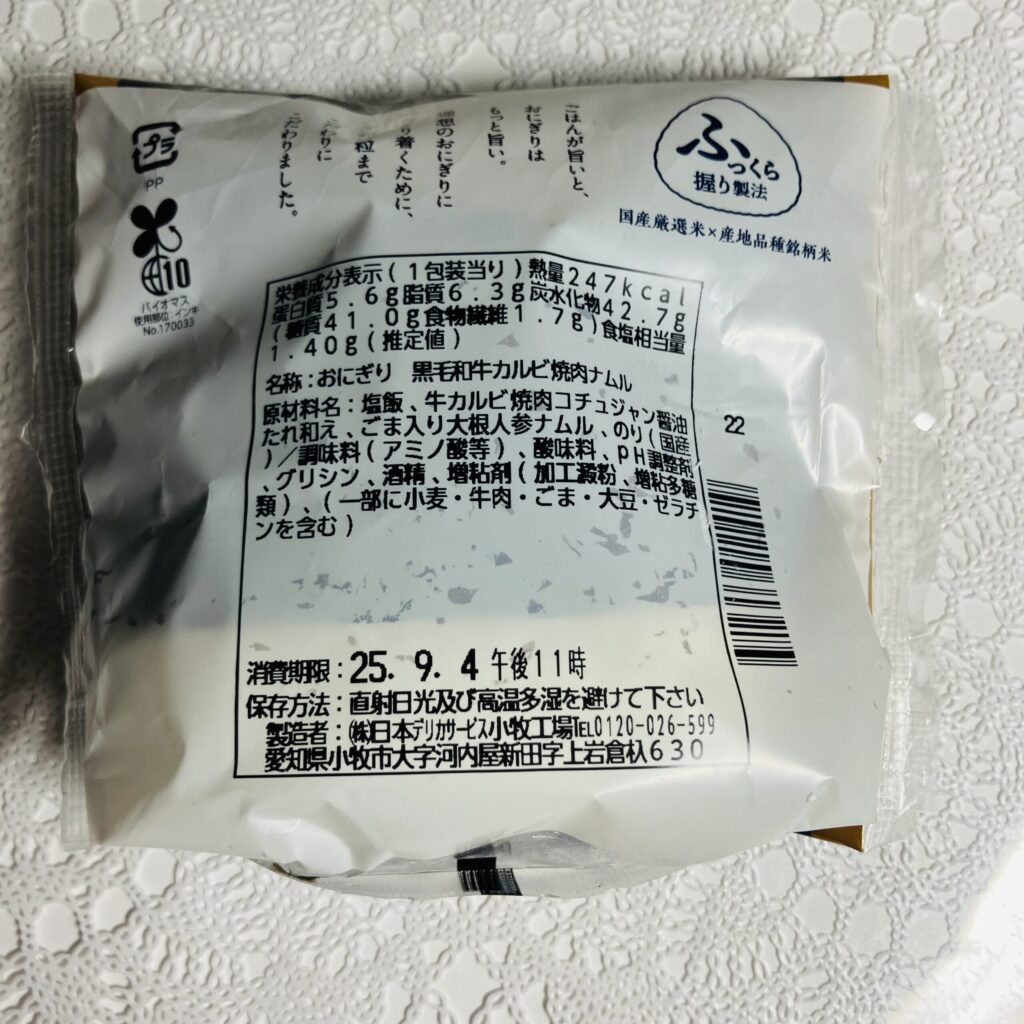 ごはんが旨いと、
おにぎりは
もっと旨い。
想のおにぎりに
り着くために、
粒まで
だわりに
だわりました。
ふっくら
握り製法
国産厳選米×産地品種銘柄米
プラ
PP
10
バイオマス
使用部位:インキ
No.170033
栄養成分表示(1包装当り)熱量247kcal
蛋白質5.6g脂質6.3g炭水化物42.7g
(糖質41.0g食物繊維1.7g)食塩相当量
1.40g(推定値)
名称:おにぎり 黒毛和牛カルビ焼肉ナムル
原材料名:塩飯、牛カルビ焼肉コチュジャン醤油
たれ和え、ごま入り大根人参ナムル、のり(国産
)/調味料(アミノ酸等)、酸味料、pH調整剤
、グリシン、酒精、増粘剤(加工澱粉、増粘多糖
類)、(一部に小麦・牛肉・ごま・大豆・ゼラチ
ンを含む)
22
消費期限:25.9.4午後11時
保存方法:直射日光及び高温多湿を避けて下さい
製造者:㈱日本デリカサービス小牧工場℡0120-026-599
愛知県小牧市大字河内屋新田字上岩倉杁630